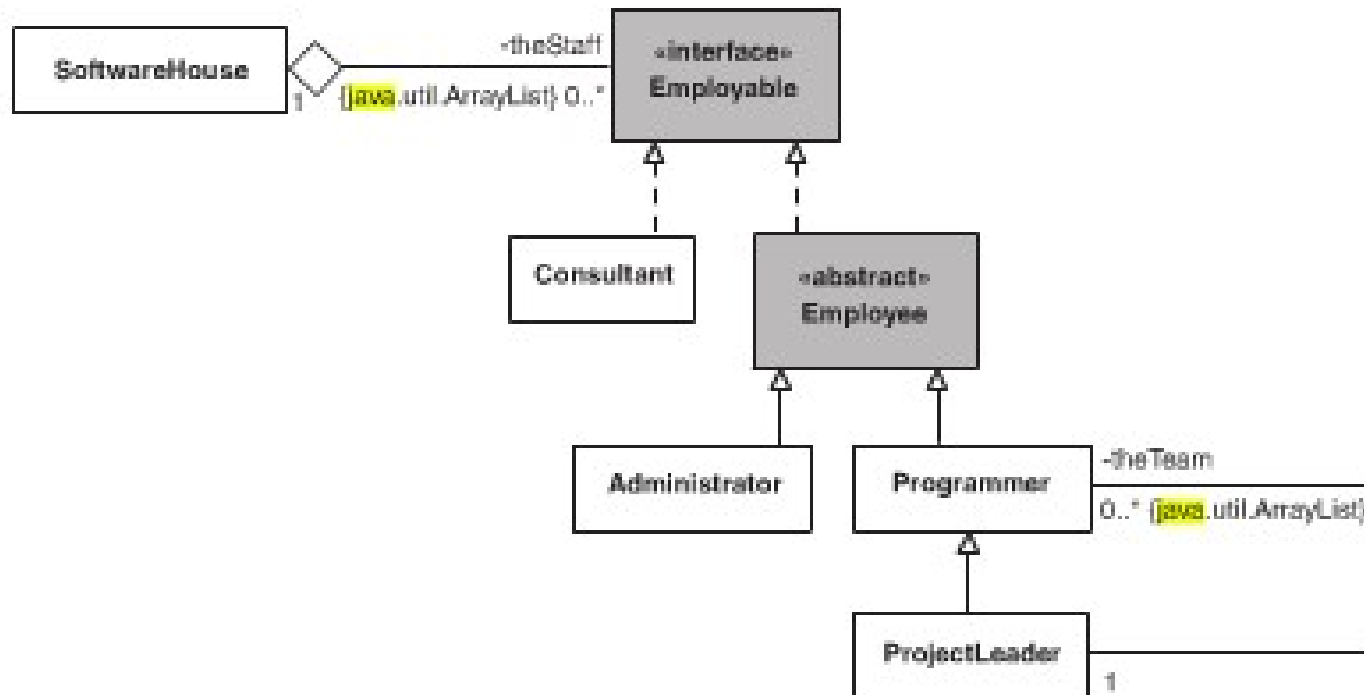 SoftwareHouse
1
-theStaff
{java.util.ArrayList} 0..*
«interface»
Employable
Consultant
«abstract»
Employee
Administrator
Programmer
-theTeam
0..* {java.util.ArrayList}
ProjectLeader
1